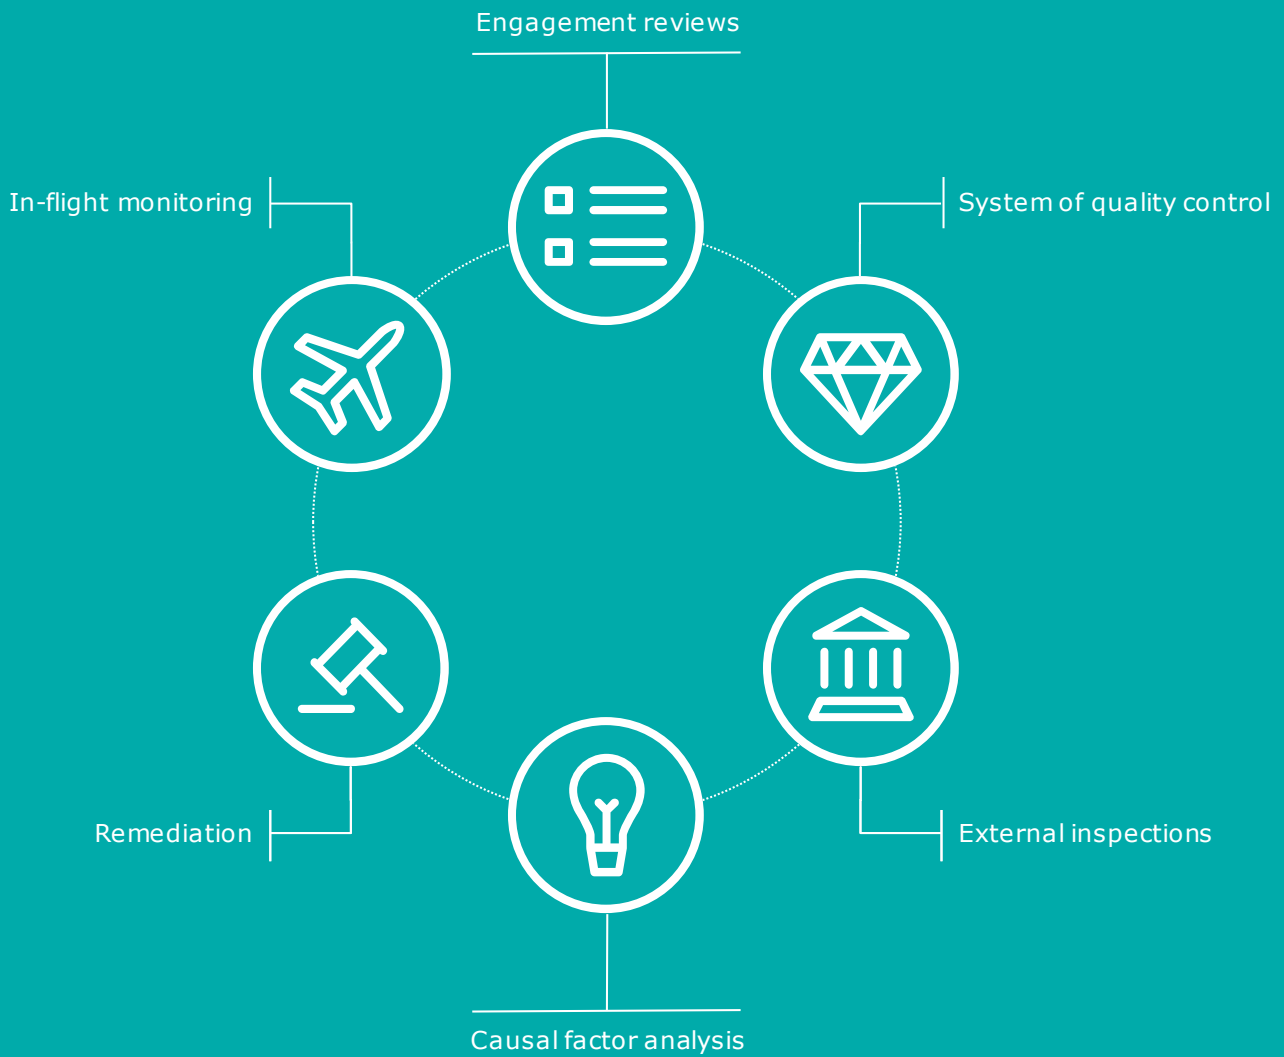 Engagement reviews
In-flight monitoring
System of quality control
Remediation
External inspections
Causal factor analysis